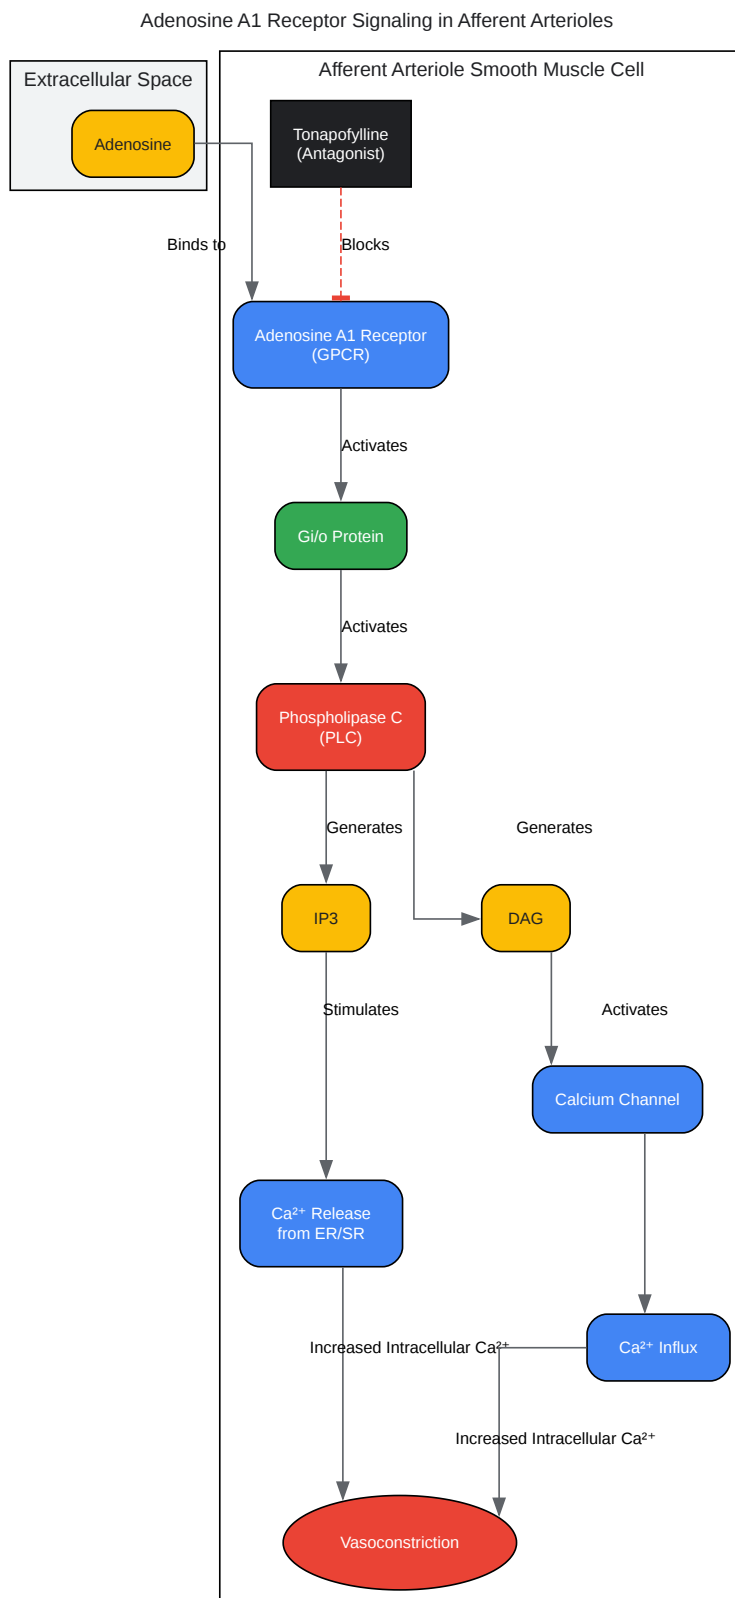 Adenosine A1 Receptor Signaling in Afferent Arterioles
Extracellular Space
Afferent Arteriole Smooth Muscle Cell
Adenosine
Tonapofylline
(Antagonist)
Binds to
Blocks
Adenosine A1 Receptor
(GPCR)
Activates
Gi/o Protein
Activates
Phospholipase C
(PLC)
Generates
Generates
IP3
DAG
Stimulates
Activates
Calcium Channel
Ca²⁺ Release
from ER/SR
Increased Intracellular Ca²⁺
Ca²⁺ Influx
Increased Intracellular Ca²⁺
Vasoconstriction